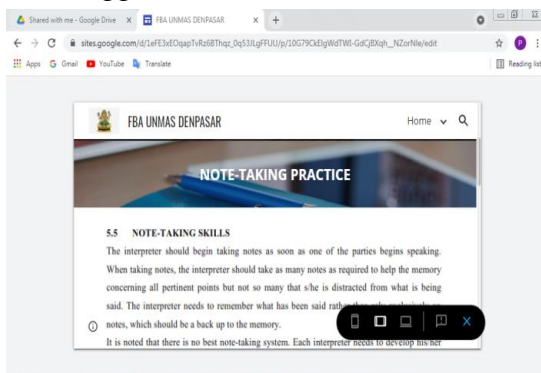 Shared with me - Google Drive
FBA UNMAS DENPASAR
sites.google.com/d/1eFE3xEOqapTvRz6BThqz_0q53JLgFFUU/p/10G79CkEIgWdTWI-GdCjBXqh__NZorNle/edit
P
Apps Gmail YouTube Translate Reading list
FBA UNMAS DENPASAR Home
NOTE-TAKING PRACTICE
5.5 NOTE-TAKING SKILLS
The interpreter should begin taking notes as soon as one of the parties begins speaking.
When taking notes, the interpreter should take as many notes as required to help the memory
concerning all pertinent points but not so many that s/he is distracted from what is being
said. The interpreter needs to remember what has been said rather
notes, which should be a back up to the memory.
It is noted that there is no best note-taking system. Each interpreter needs to develop his/her